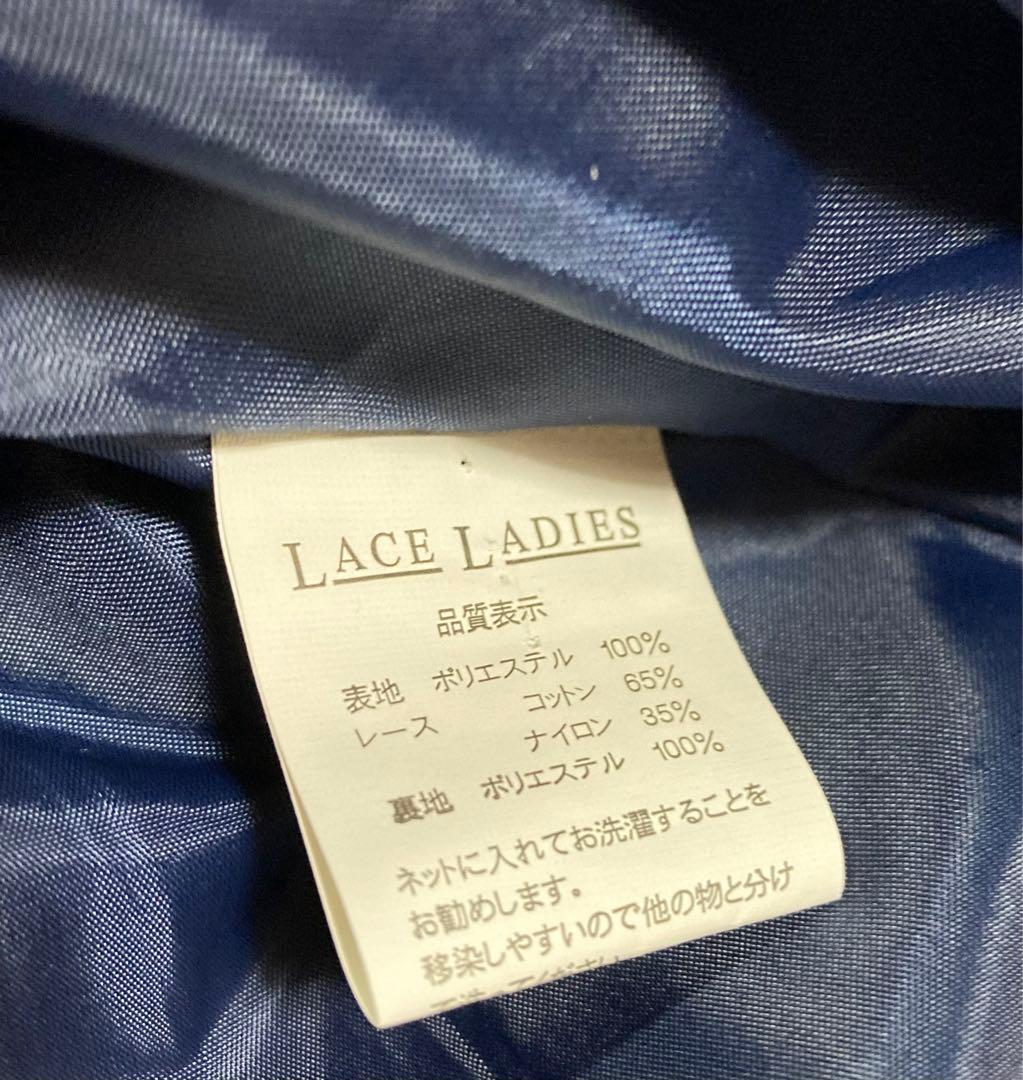 LACE LADIES
品質表示
表地 ポリエステル 100%
レース コットン 65%
ナイロン 35%
裏地 ポリエステル 100%
ネットに入れてお洗濯することを
お勧めします。
移染しやすいので他の物と分け